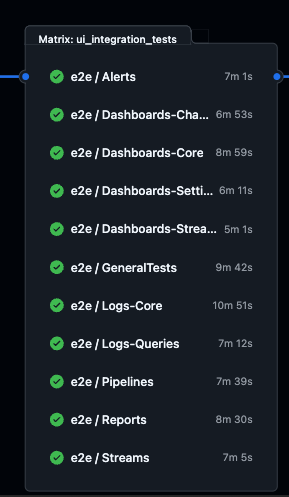 Matrix: ui_integration_tests
e2e / Alerts 7m 1s
e2e / Dashboards-Cha... 6m 53s
e2e / Dashboards-Core 8m 59s
e2e / Dashboards-Setti... 6m 11s
e2e / Dashboards-Strea... 5m 1s
e2e / GeneralTests 9m 42s
e2e / Logs-Core 10m 51s
e2e / Logs-Queries 7m 12s
e2e / Pipelines 7m 39s
e2e / Reports 8m 30s
e2e / Streams 7m 5s